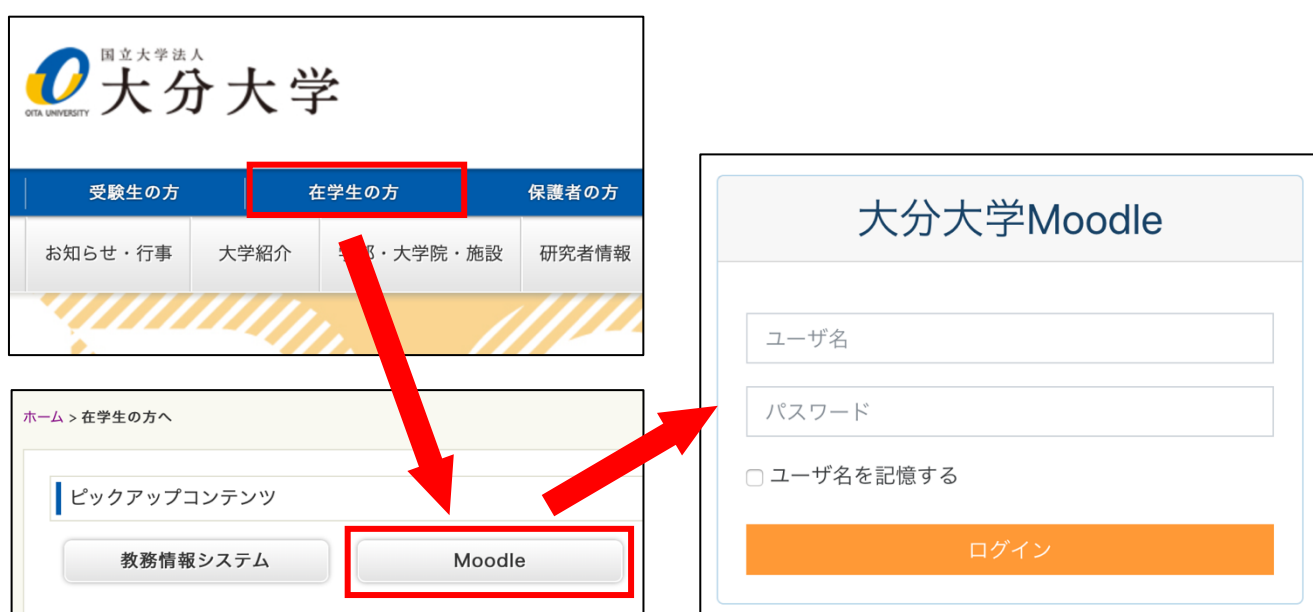 国立大学法人
大分大学
OITA UNIVERSITY
受験生の方 在学生の方 保護者の方
お知らせ・行事 大学紹介 ・大学院・施設 研究者情報
ホーム > 在学生の方へ
ピックアップコンテンツ
教務情報システム Moodle
大分大学Moodle
ユーザ名
パスワード
ユーザ名を記憶する
ログイン